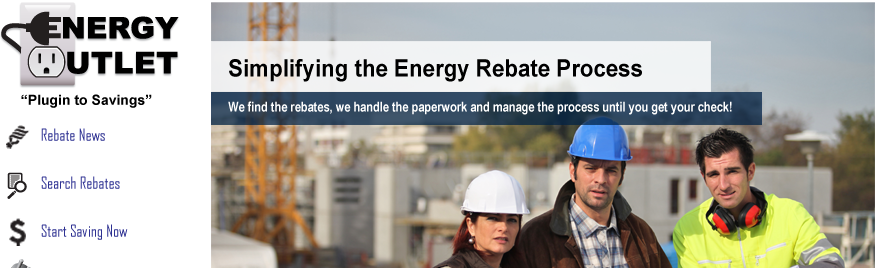 ENERGY
OUTLET
“Plugin to Savings”
Rebate News
Search Rebates
Start Saving Now
Simplifying the Energy Rebate Process
We find the rebates, we handle the paperwork and manage the process until you get your check!